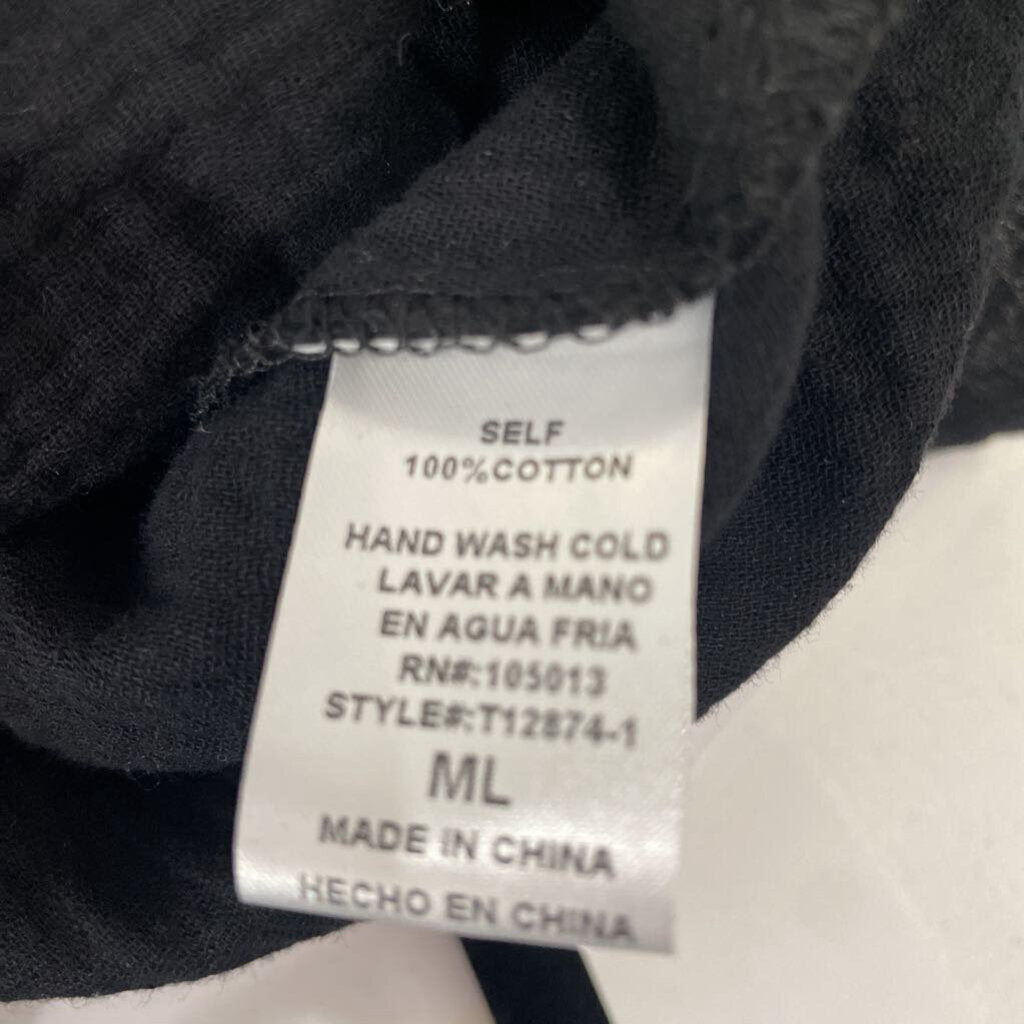 SELF
100%COTTON
HAND WASH COLD
LAVAR A MANO
EN AGUA FRIA
RN#:105013
STYLE#:T12874-1
ML
MADE IN CHINA
HECHO EN CHINA